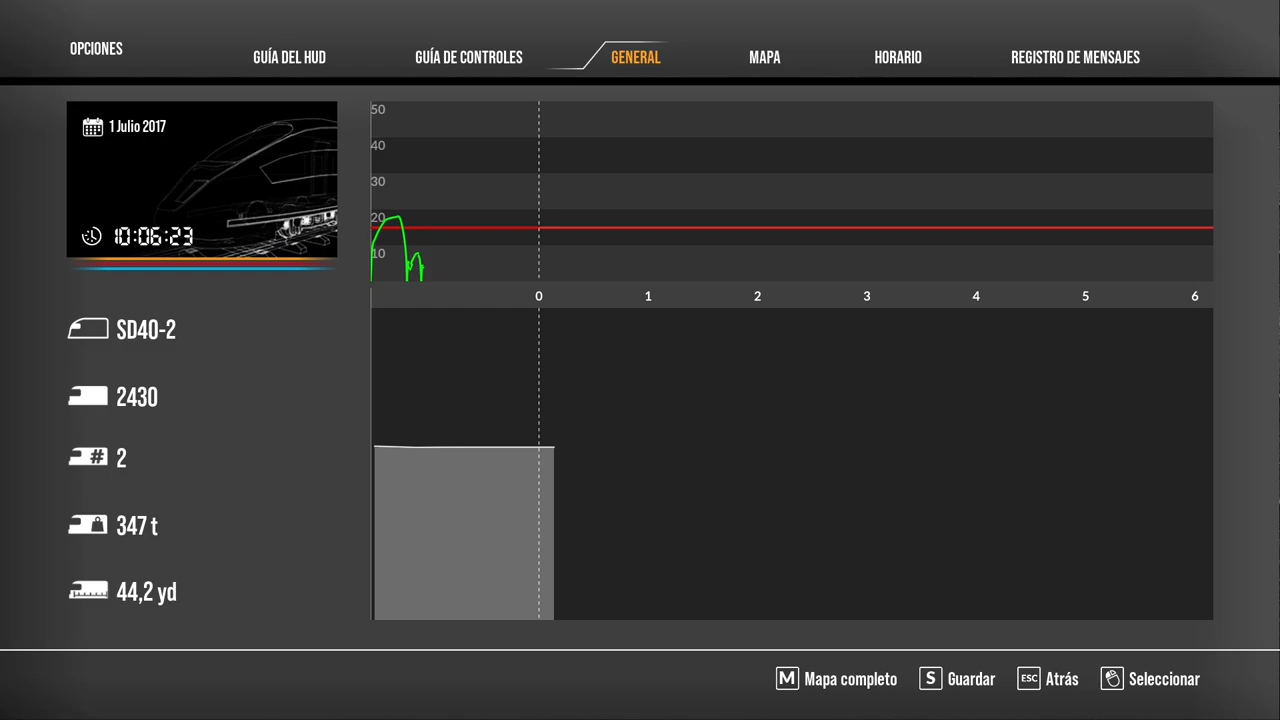 OPCIONES
GUÍA DEL HUD
GUÍA DE CONTROLES
GENERAL
MAPA
HORARIO
REGISTRO DE MENSAJES
1 Julio 2017
10:06:23
SD40-2
2430
# 2
347 t
44,2 yd
50
40
30
20
10
0 1 2 3 4 5 6
M Mapa completo
S Guardar
ESC Atrás
Seleccionar